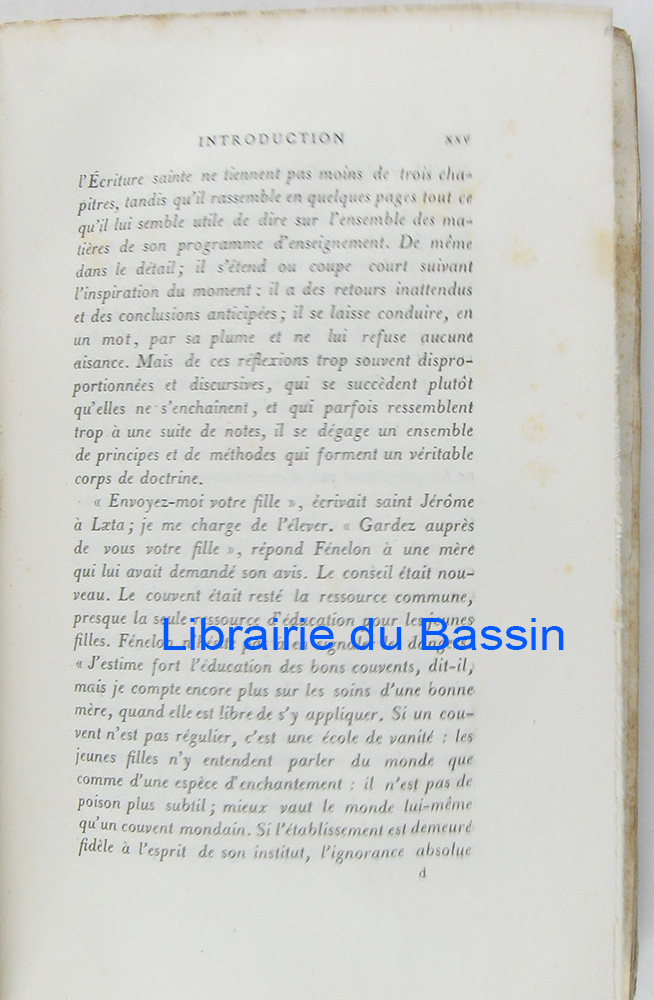 INTRODUCTION XXV
l'Écriture sainte ne tiennent pas moins de trois cha-
pitres, tandis qu'il rassemble en quelques pages tout ce
qu'il lui semble utile de dire sur l'ensemble des ma-
tières de son programme d'enseignement. De même
dans le détail; il s'étend ou coupe court suivant
l'inspiration du moment: il a des retours inattendus
et des conclusions anticipées; il se laisse conduire, en
un mot, par sa plume et ne lui refuse aucune
aisance. Mais de ces réflexions trop souvent dispro-
portionnées et discursives, qui se succèdent plutôt
qu'elles ne s'enchaînent, et qui parfois ressemblent
trop à une suite de notes, il se dégage un ensemble
de principes et de méthodes qui forment un véritable
corps de doctrine.
« Envoyez-moi votre fille », écrivait saint Jérôme
à Læta; je me charge de l'élever. « Gardez auprès
de vous votre fille », répond Fénelon à une mère
qui lui avait demandé son avis. Le conseil était nou-
veau. Le couvent était resté la ressource commune,
presque la seule ressource d'éducation pour les jeunes
filles. Fénelon n'hésite pas à en signaler les dangers.
Librairie du Bassin
« J'estime fort l'éducation des bons couvents, dit-il,
mais je compte encore plus sur les soins d'une bonne
mère, quand elle est libre de s'y appliquer. Si un cou-
vent n'est pas régulier, c'est une école de vanité : les
jeunes filles n'y entendent parler du monde que
comme d'une espèce d'enchantement : il n'est pas de
poison plus subtil; mieux vaut le monde lui-même
qu'un couvent mondain. Si l'établissement est demeuré
fidèle à l'esprit de son institut, l'ignorance absolue
d